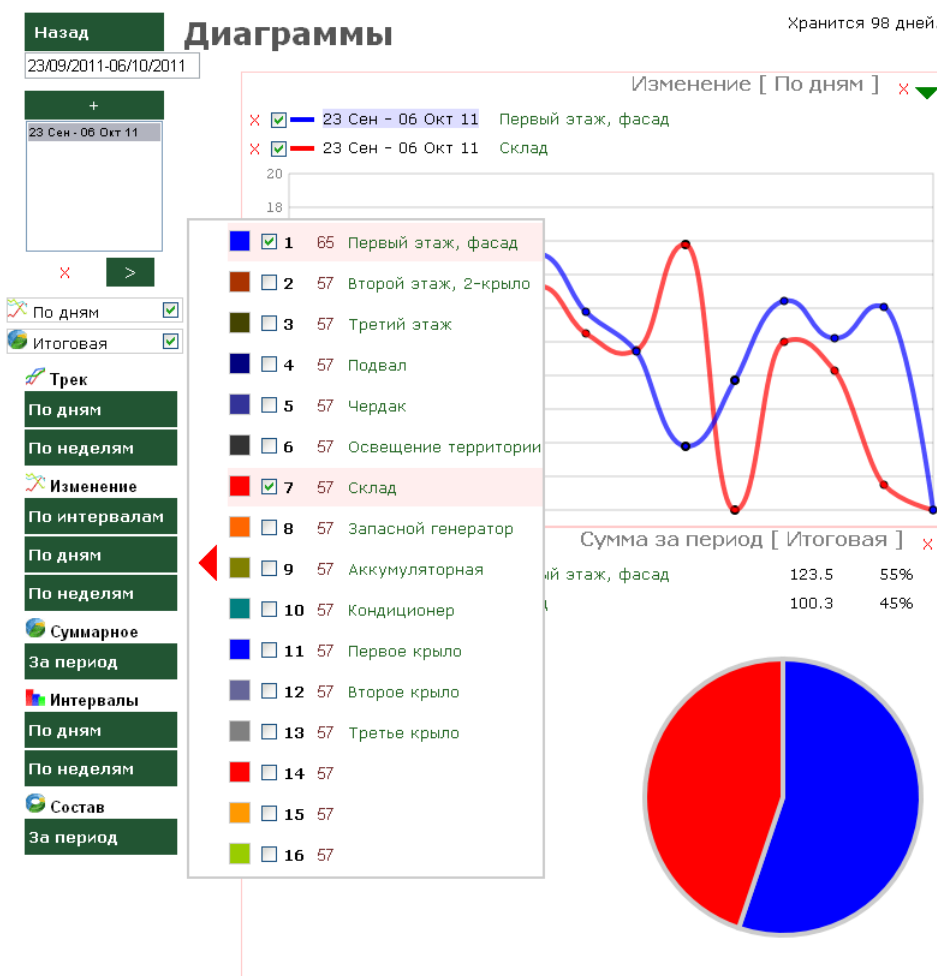 Назад
Диаграммы
Хранится 98 дней.
23/09/2011-06/10/2011
+
23 Сен - 06 Окт 11
x
>
По дням
Итоговая
Трек
По дням
По неделям
Изменение
По интервалам
По дням
По неделям
Суммарное
За период
Интервалы
По дням
По неделям
Состав
За период
Изменение [ По дням ] x
x 23 Сен - 06 Окт 11 Первый этаж, фасад
x 23 Сен - 06 Окт 11 Склад
20
18
1 65 Первый этаж, фасад
2 57 Второй этаж, 2-крыло
3 57 Третий этаж
4 57 Подвал
5 57 Чердак
6 57 Освещение территории
7 57 Склад
8 57 Запасной генератор
9 57 Аккумуляторная
10 57 Кондиционер
11 57 Первое крыло
12 57 Второе крыло
13 57 Третье крыло
14 57
15 57
16 57
Сумма за период [ Итоговая ] x
ый этаж, фасад 123.5 55%
100.3 45%